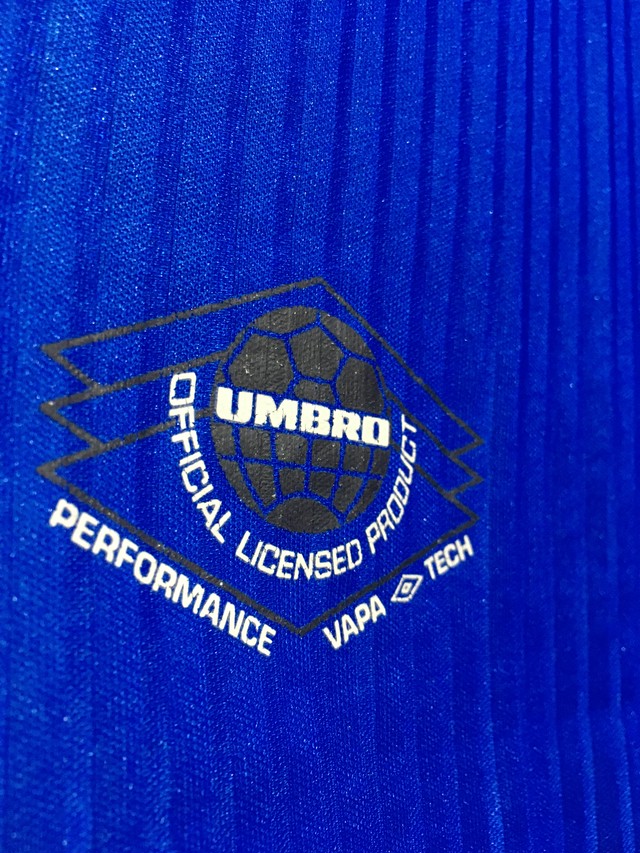 UMBRO
OFFICIAL LICENSED PRODUCT
PERFORMANCE
VAPA TECH